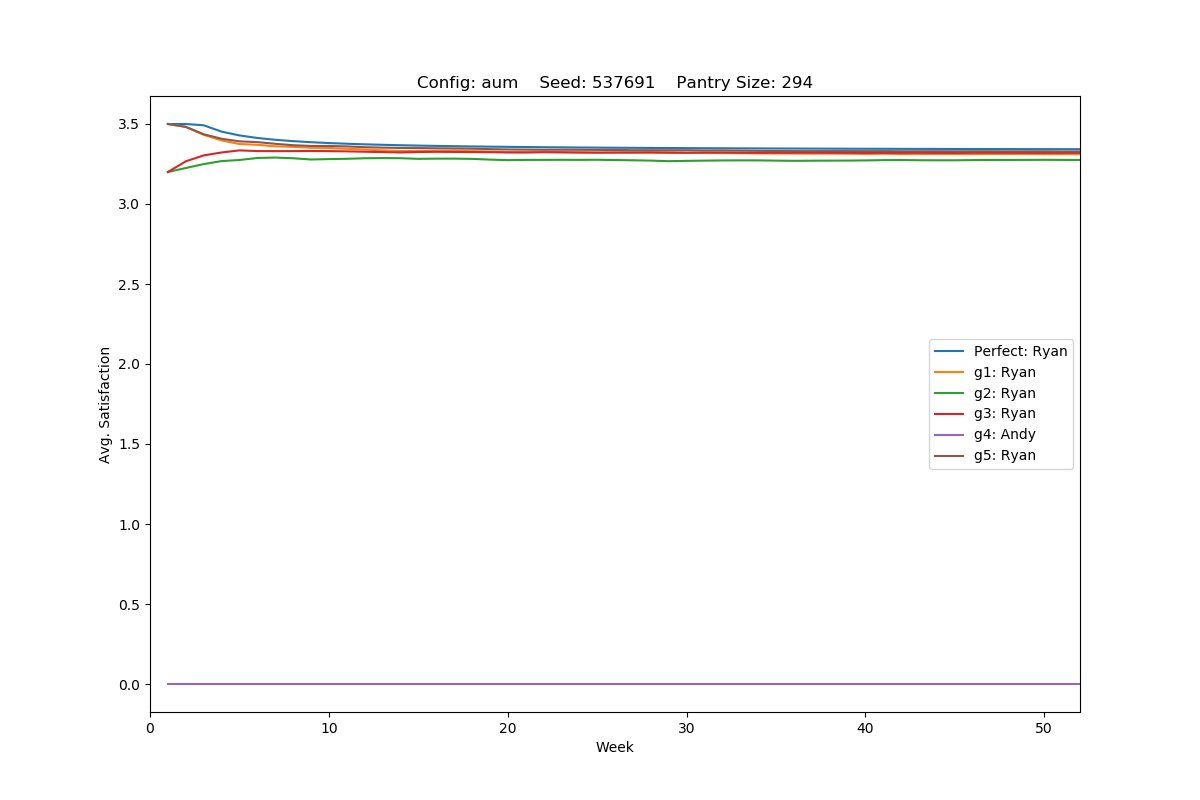 Config: aum    Seed: 537691    Pantry Size: 294
3.5
3.0
2.5
2.0
1.5
1.0
0.5
0.0
Avg. Satisfaction
Perfect: Ryan
g1: Ryan
g2: Ryan
g3: Ryan
g4: Andy
g5: Ryan
0 10 20 30 40 50
Week